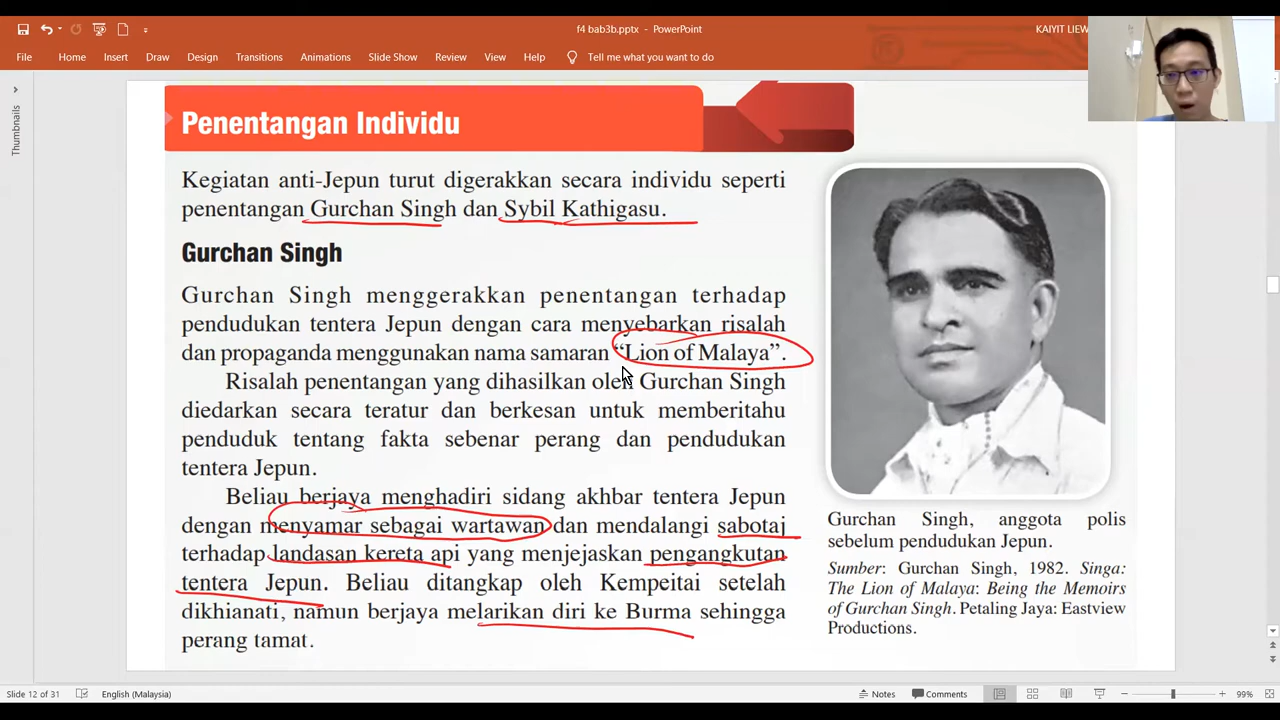 f4 bab3b.pptx - PowerPoint
KAIYIT LIEW
File Home Insert Draw Design Transitions Animations Slide Show Review View Help Tell me what you want to do
Thumbnails
Penentangan Individu
Kegiatan anti-Jepun turut digerakkan secara individu seperti
penentangan Gurchan Singh dan Sybil Kathigasu.
Gurchan Singh
Gurchan Singh menggerakkan penentangan terhadap
pendudukan tentera Jepun dengan cara menyebarkan risalah
dan propaganda menggunakan nama samaran “Lion of Malaya”.
Risalah penentangan yang dihasilkan oleh Gurchan Singh
diedarkan secara teratur dan berkesan untuk memberitahu
penduduk tentang fakta sebenar perang dan pendudukan
tentera Jepun.
Beliau berjaya menghadiri sidang akhbar tentera Jepun
dengan menyamar sebagai wartawan dan mendalangi sabotaj
terhadap landasan kereta api yang menjejaskan pengangkutan
tentera Jepun. Beliau ditangkap oleh Kempeitai setelah
dikhianati, namun berjaya melarikan diri ke Burma sehingga
perang tamat.
Gurchan Singh, anggota polis
sebelum pendudukan Jepun.
Sumber: Gurchan Singh, 1982. Singa:
The Lion of Malaya: Being the Memoirs
of Gurchan Singh. Petaling Jaya: Eastview
Productions.
Slide 12 of 31 English (Malaysia) Notes Comments 99%